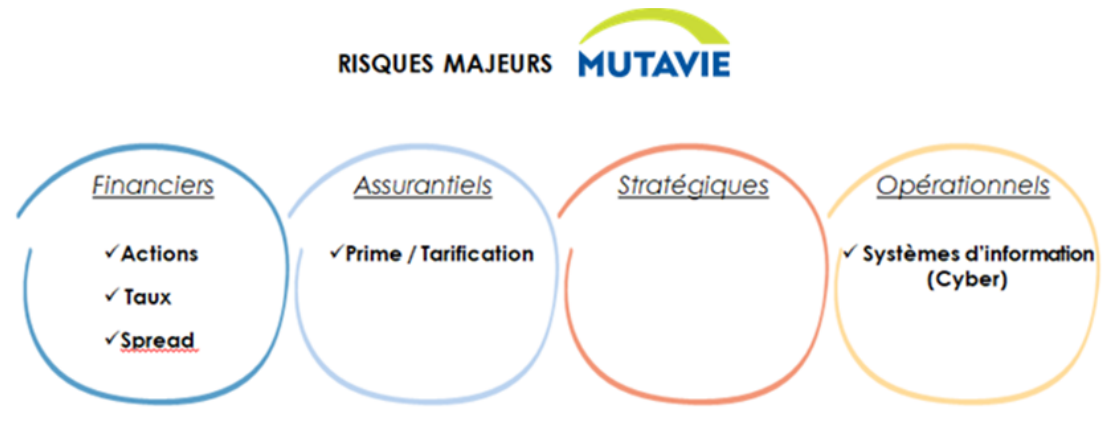 RISQUES MAJEURS MUTAVIE
Financiers
✓Actions
✓ Taux
✓Spread
Assurantiels
✓Prime / Tarification
Stratégiques
Opérationnels
✓ Systèmes d'information
(Cyber)